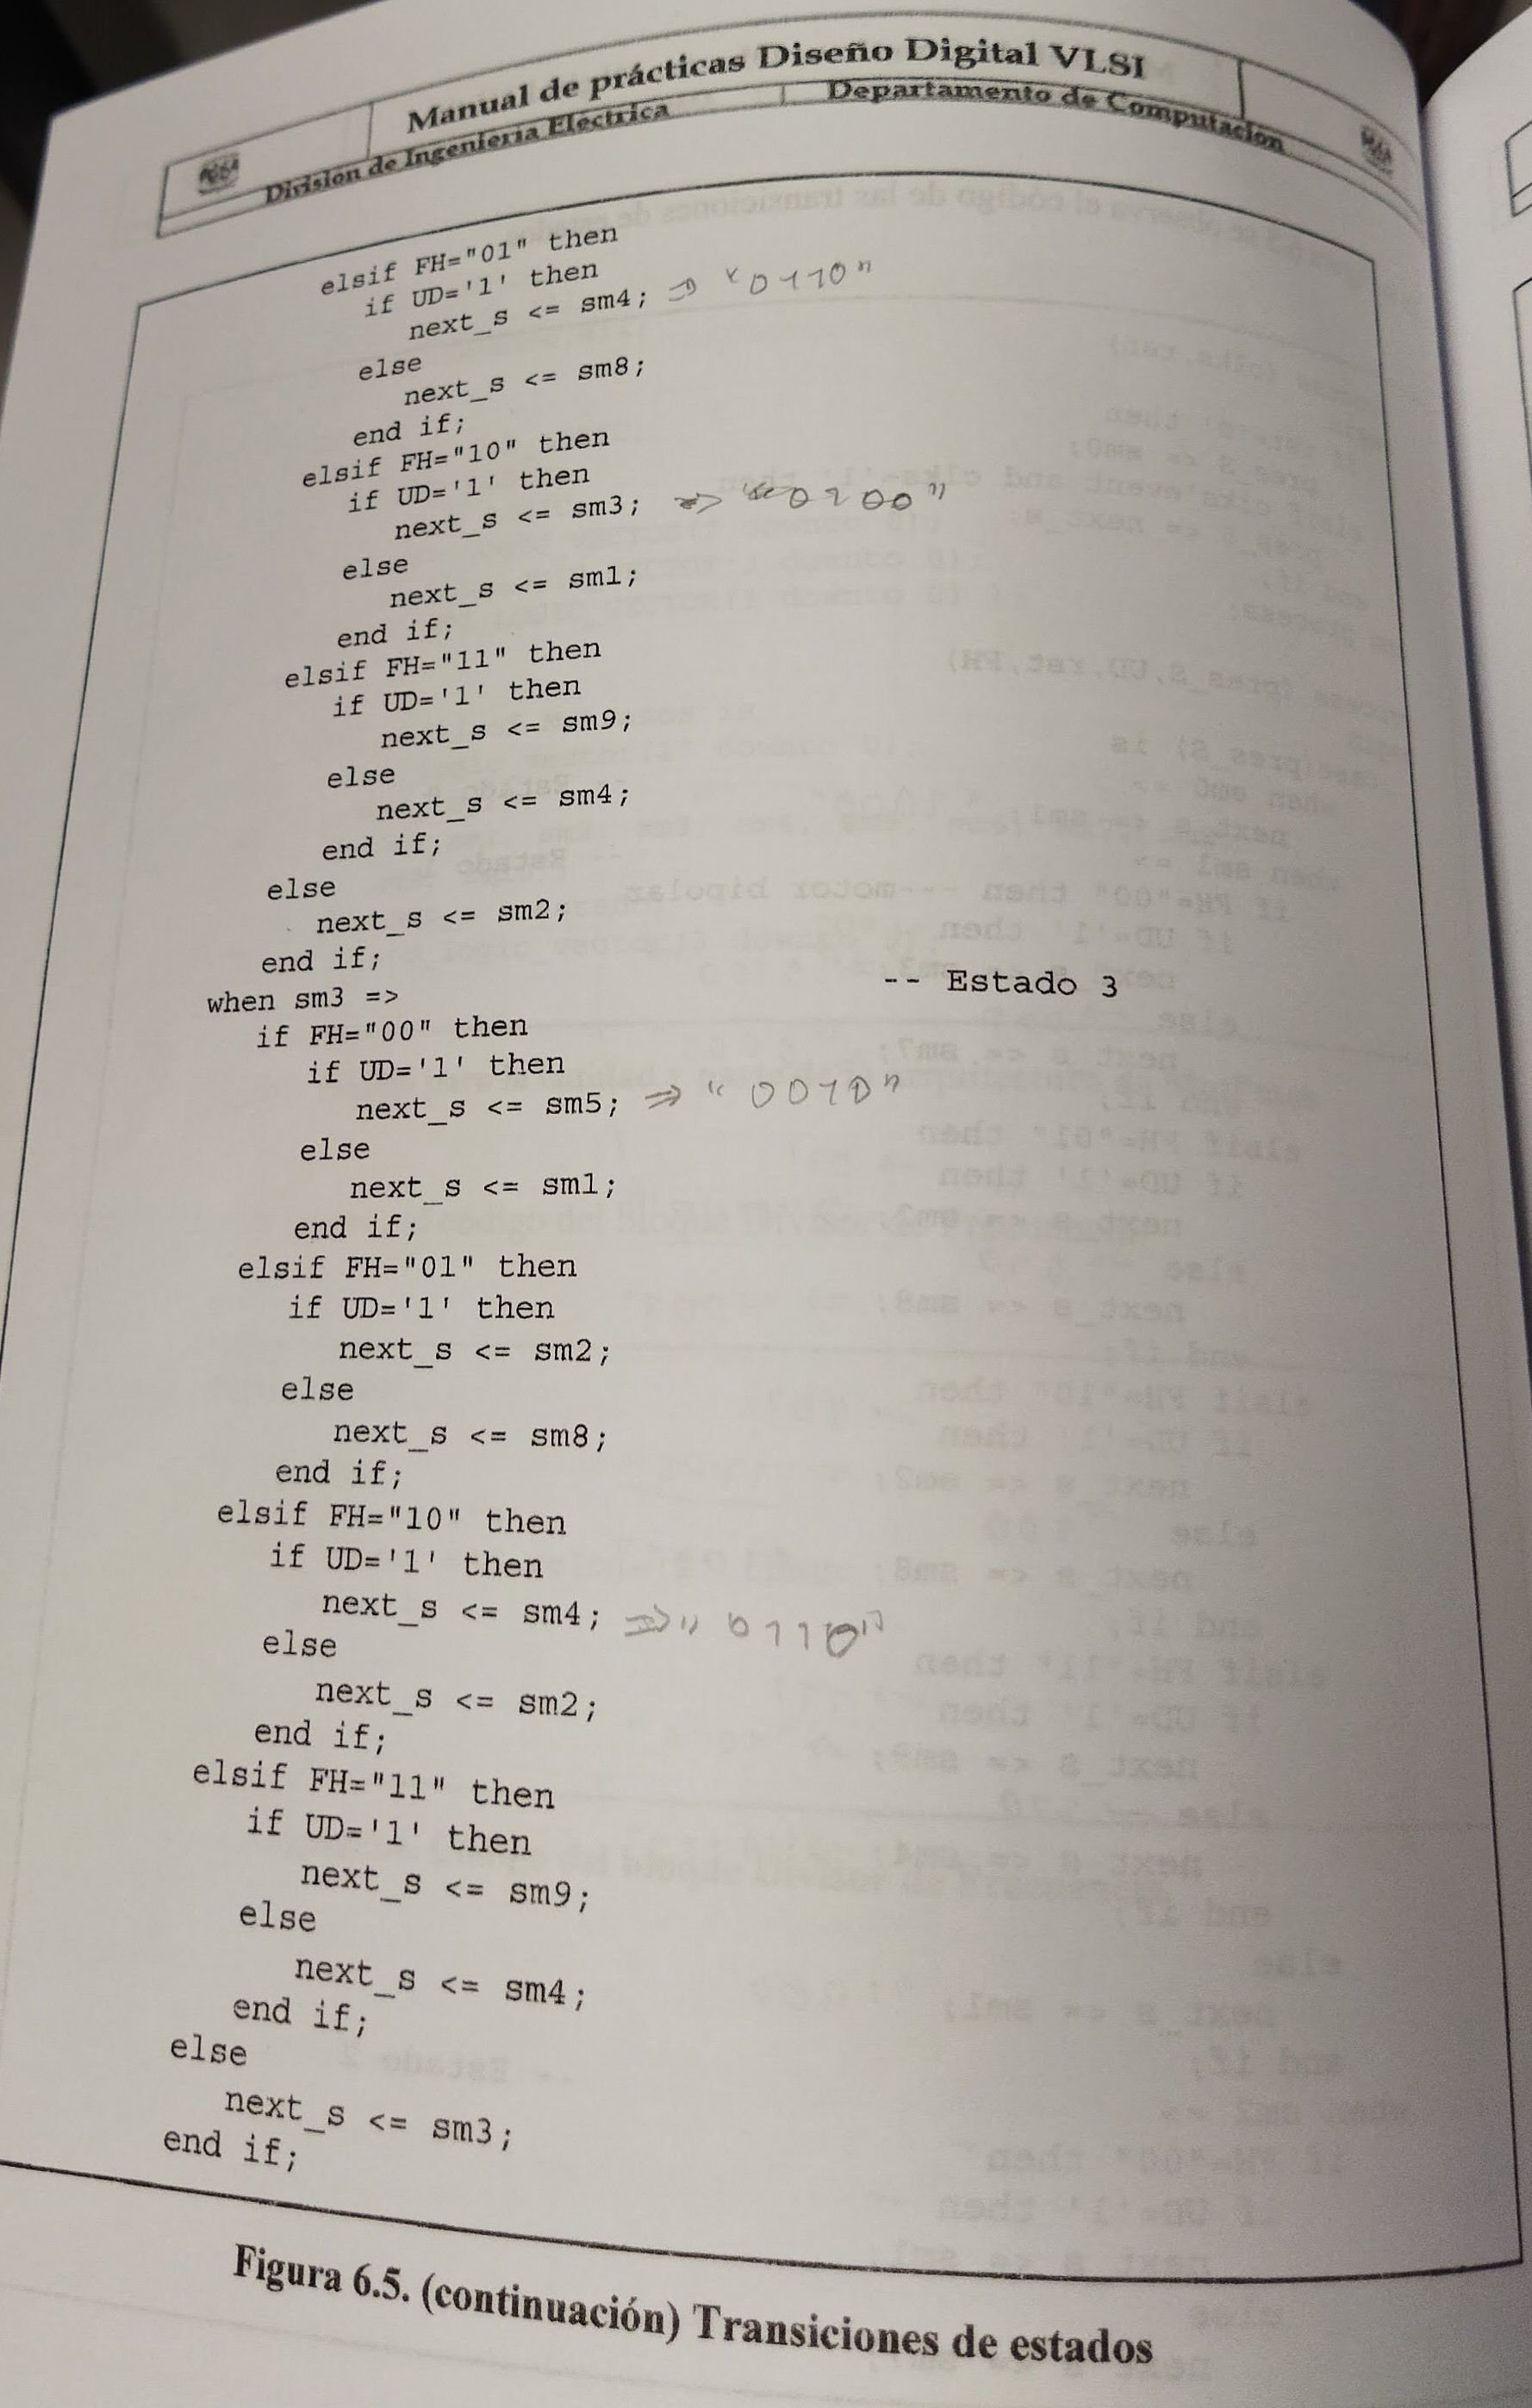 Manual de prácticas Diseño Digital VLSI
División de Ingeniería Eléctrica Departamento de Computación
elsif FH="01" then
if UD='1' then
next_s <= sm4; => "0110"
else
next_s <= sm8;
end if;
elsif FH="10" then
if UD='1' then
next_s <= sm3; => "0100"
else
next_s <= sm1;
end if;
elsif FH="11" then
if UD='1' then
next_s <= sm9;
else
next_s <= sm4;
end if;
else
next_s <= sm2;
end if;
when sm3 => -- Estado 3
if FH="00" then
if UD='1' then
next_s <= sm5; => "0010"
else
next_s <= sm1;
end if;
elsif FH="01" then
if UD='1' then
next_s <= sm2;
else
next_s <= sm8;
end if;
elsif FH="10" then
if UD='1' then
next_s <= sm4; => "0110"
else
next_s <= sm2;
end if;
elsif FH="11" then
if UD='1' then
next_s <= sm9;
else
next_s <= sm4;
end if;
else
next_s <= sm3;
end if;
Figura 6.5. (continuación) Transiciones de estados